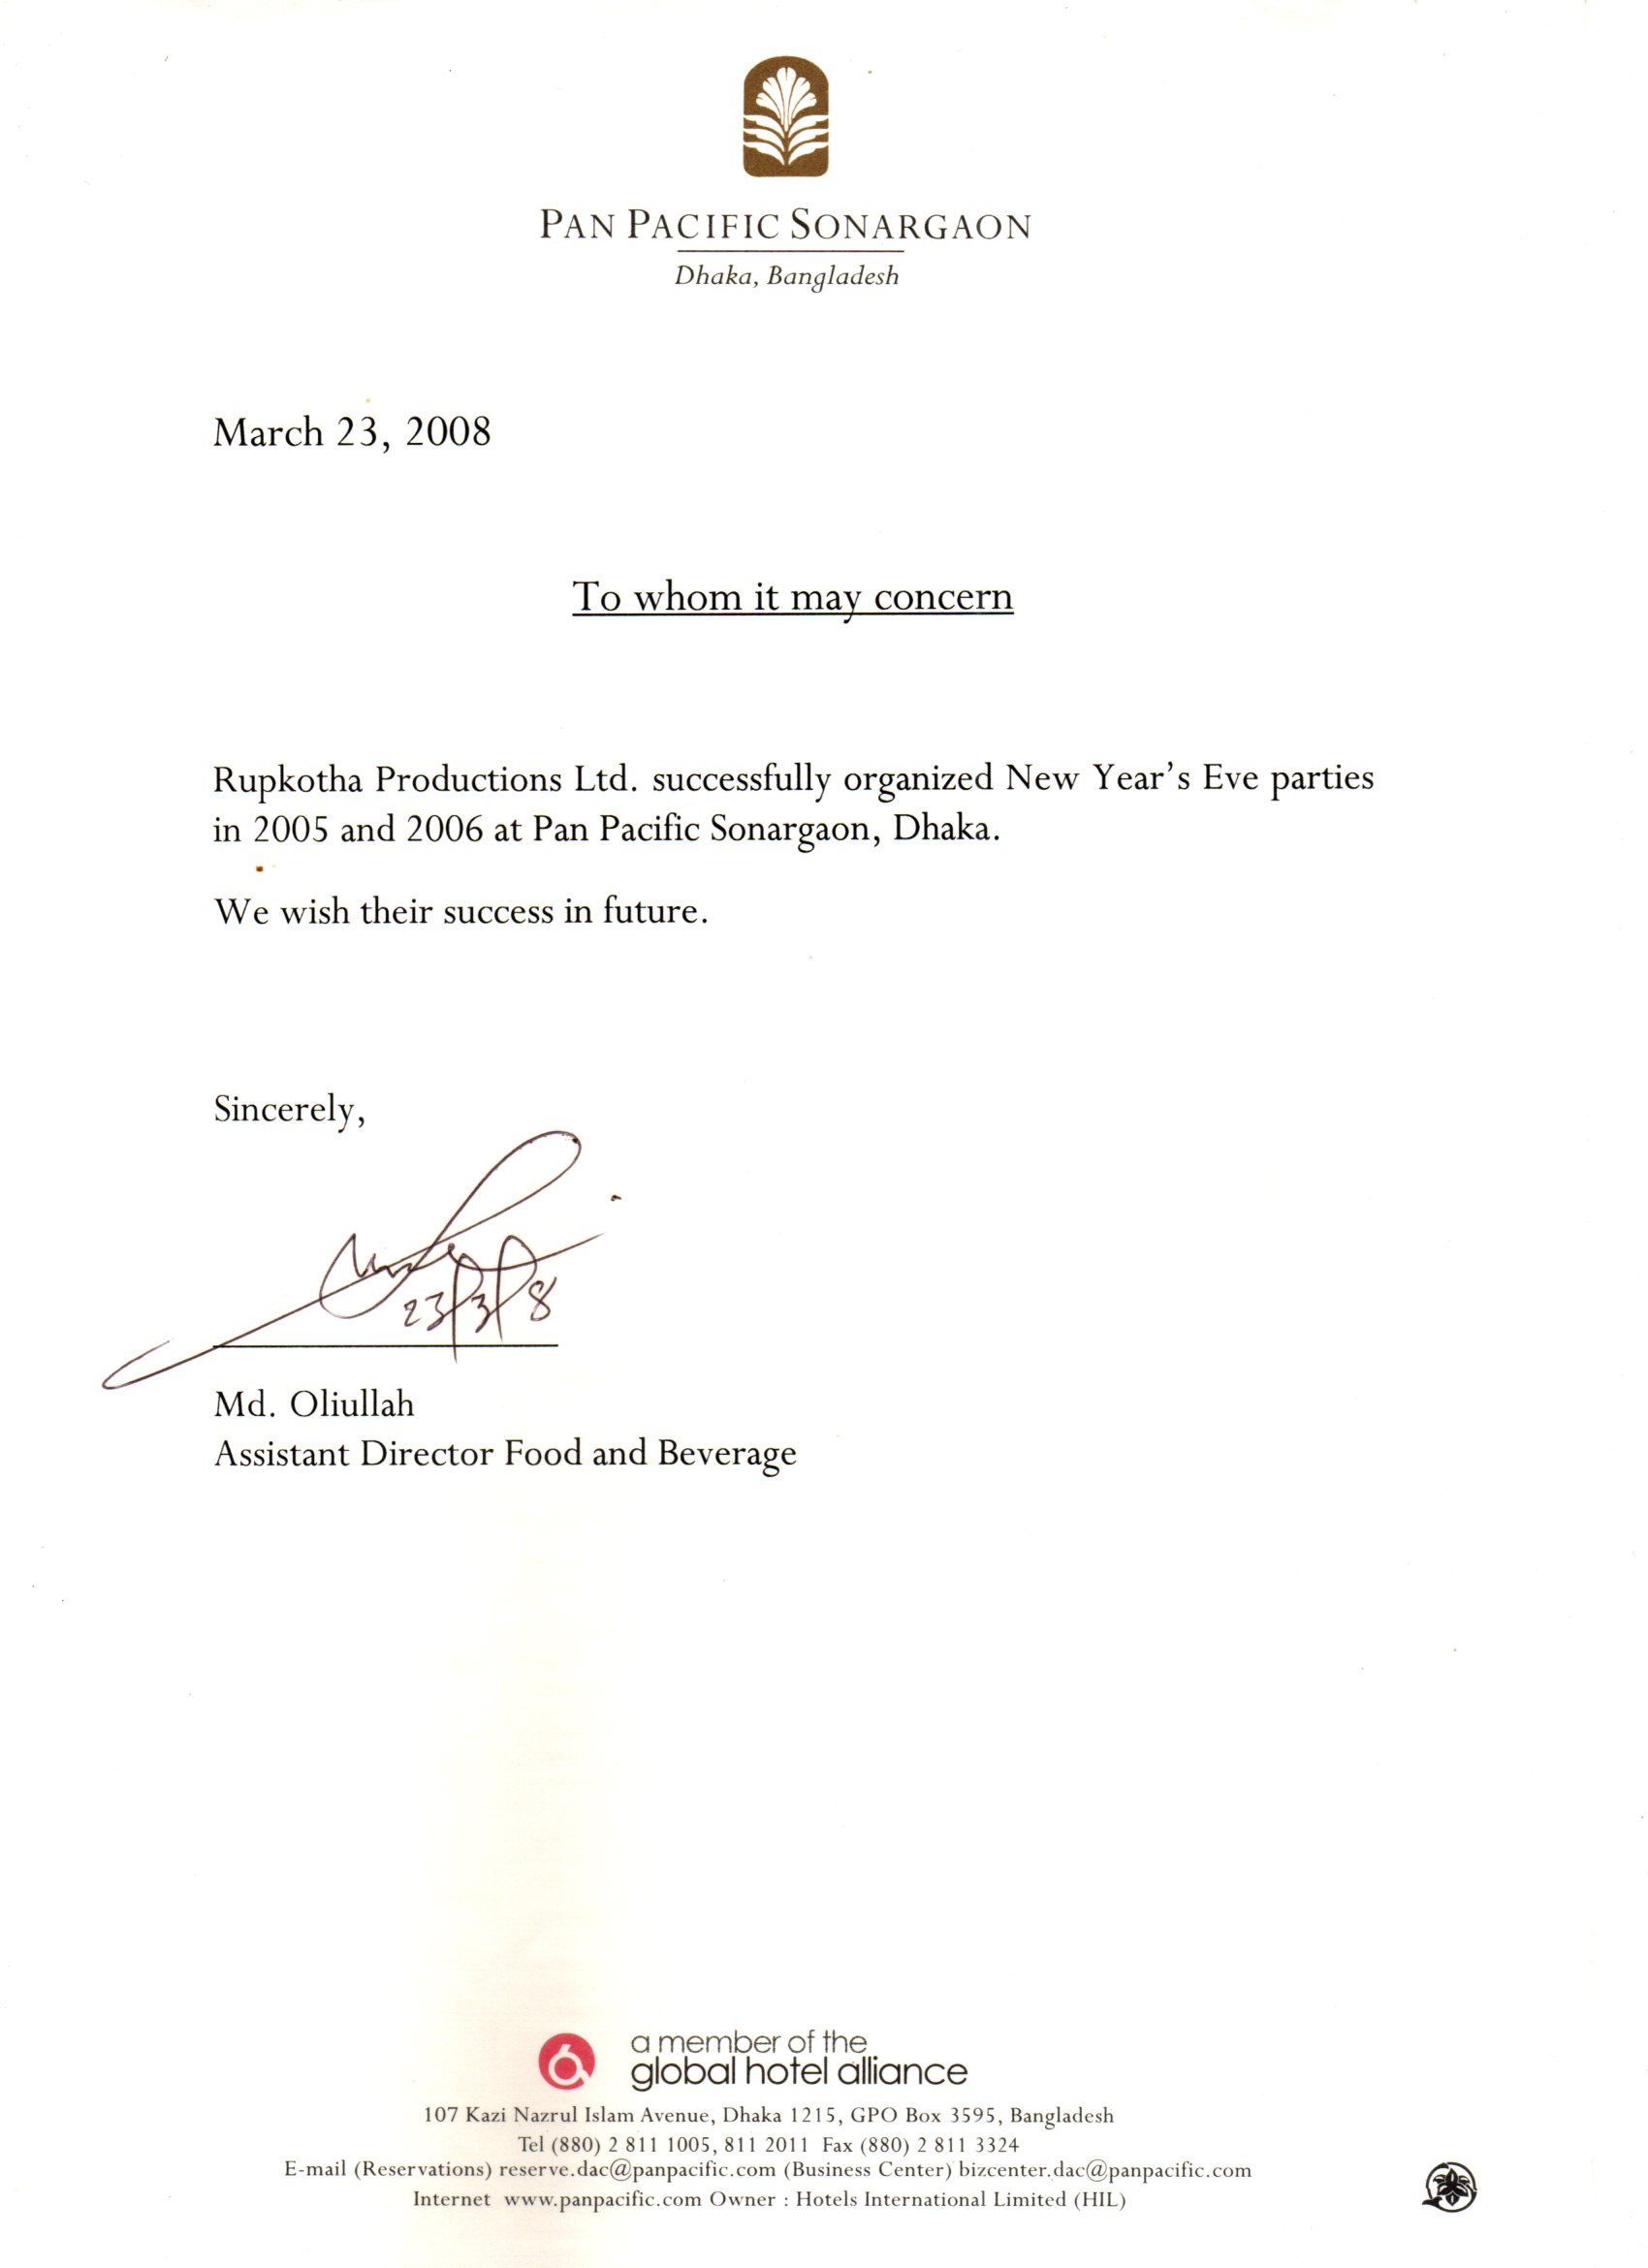 PAN PACIFIC SONARGAON
Dhaka, Bangladesh
March 23, 2008
To whom it may concern
Rupkotha Productions Ltd. successfully organized New Year's Eve parties
in 2005 and 2006 at Pan Pacific Sonargaon, Dhaka.
We wish their success in future.
Sincerely,
23/3/8
Md. Oliullah
Assistant Director Food and Beverage
a member of the
global hotel alliance
107 Kazi Nazrul Islam Avenue, Dhaka 1215, GPO Box 3595, Bangladesh
Tel (880) 2 811 1005, 811 2011 Fax (880) 2 811 3324
E-mail (Reservations) reserve.dac@panpacific.com (Business Center) bizcenter.dac@panpacific.com
Internet www.panpacific.com Owner : Hotels International Limited (HIL)